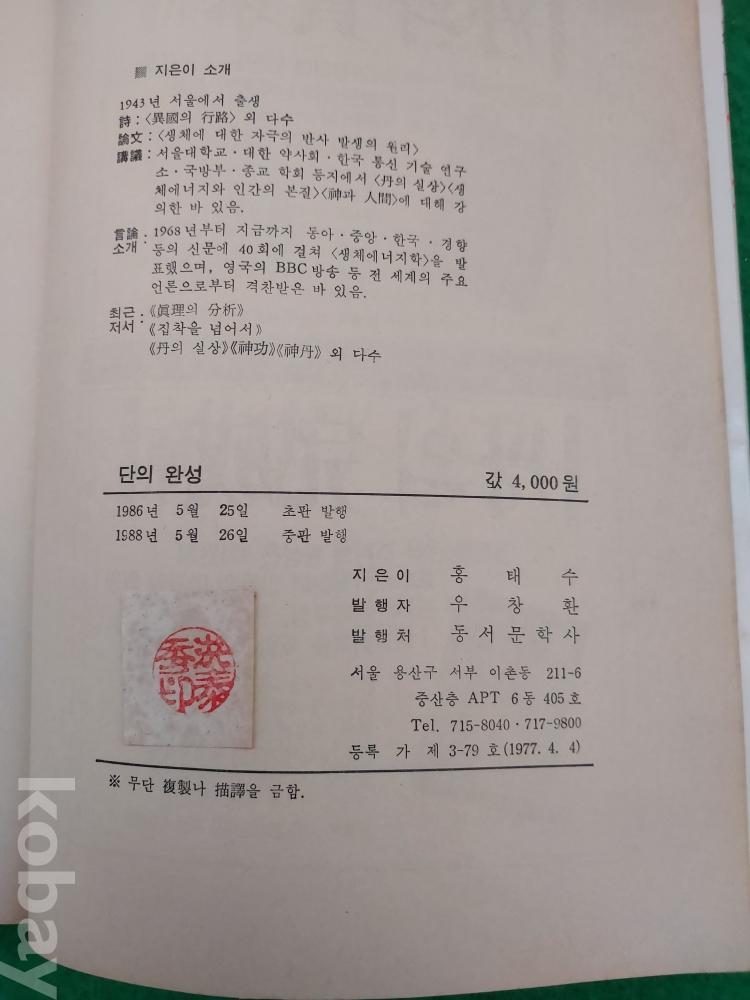 ▩ 지은이 소개
1943년 서울에서 출생
詩:〈異國의 行路〉외 다수
論文:〈생체에 대한 자극의 반사 발생의 원리〉
講議:서울대학교·대한 약사회·한국 통신 기술 연구
소·국방부·종교 학회 등지에서〈丹의 실상〉〈생
체에너지와 인간의 본질〉〈神과 人間〉에 대해 강
의한 바 있음.
言論 소개:1968년부터 지금까지 동아·중앙·한국·경향
등의 신문에 40회에 걸쳐〈생체에너지학〉을 발
표했으며, 영국의 BBC방송 등 전 세계의 주요
언론으로부터 격찬받은 바 있음.
최근 저서:《眞理의 分析》
《집착을 넘어서》
《丹의 실상》《神功》《神丹》외 다수
단의 완성 값 4,000원
1986년 5월 25일 초판 발행
1988년 5월 26일 중판 발행
지은이 홍태수
발행자 우창환
발행처 동서문학사
서울 용산구 서부 이촌동 211-6
중산층 APT 6동 405호
Tel. 715-8040·717-9800
등록 가 제 3-79 호(1977. 4. 4)
※ 무단 複製나 描譯을 금함.
kobay